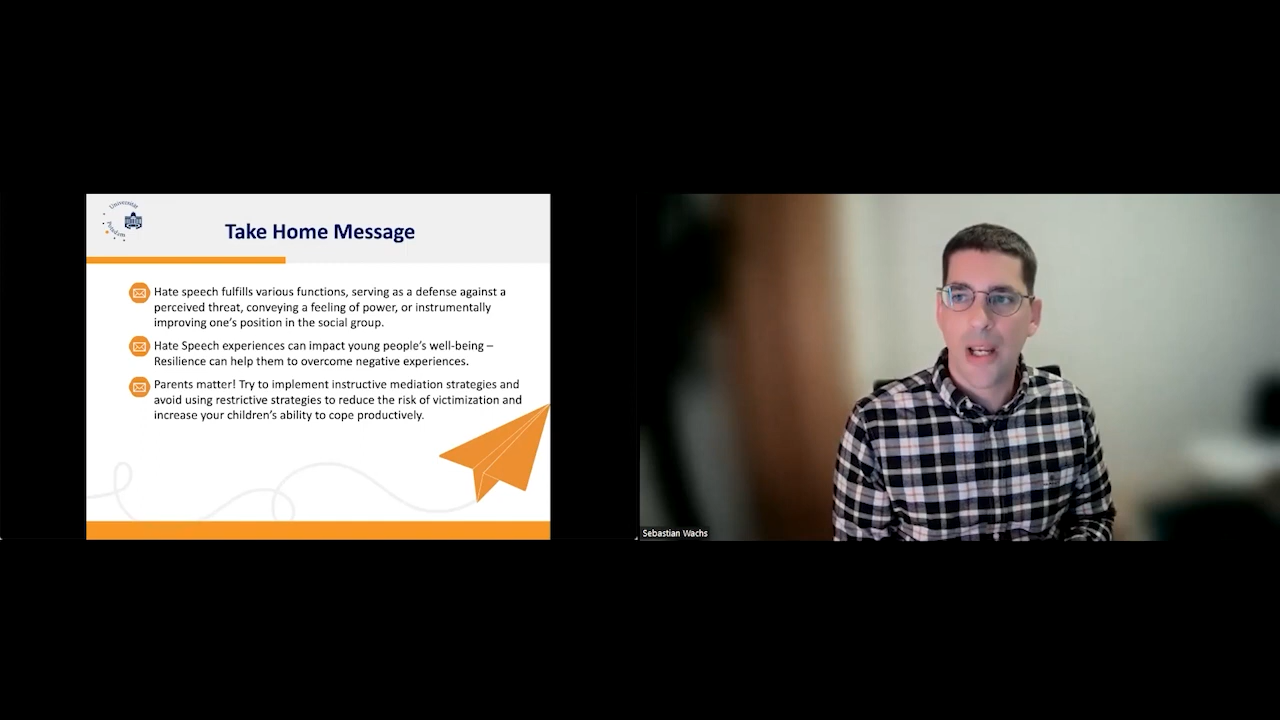 Universität
Potsdam
Take Home Message
Hate speech fulfills various functions, serving as a defense against a
perceived threat, conveying a feeling of power, or instrumentally
improving one's position in the social group.
Hate Speech experiences can impact young people's well-being –
Resilience can help them to overcome negative experiences.
Parents matter! Try to implement instructive mediation strategies and
avoid using restrictive strategies to reduce the risk of victimization and
increase your children's ability to cope productively.
Sebastian Wachs